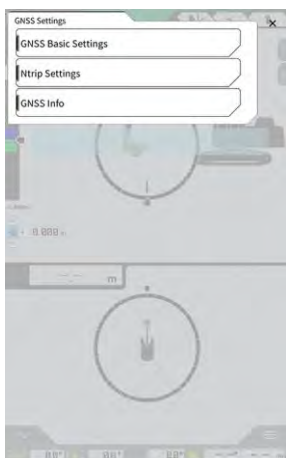 GNSS Settings
×
GNSS Basic Settings
Ntrip Settings
GNSS Info
0.000
m